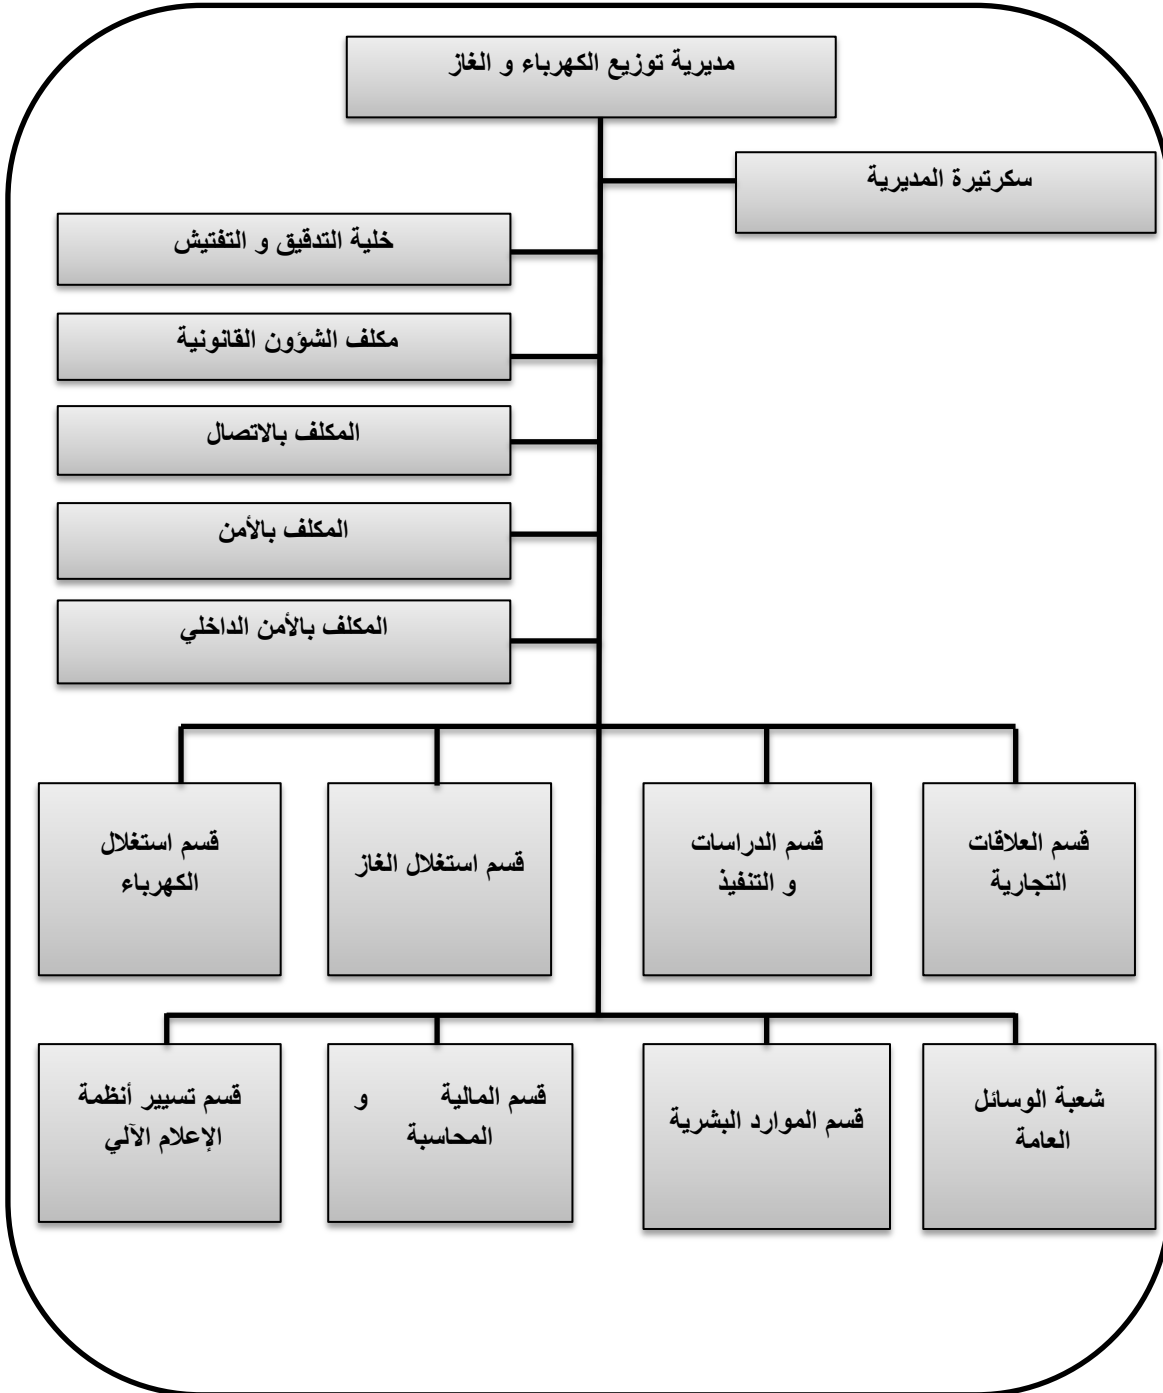 مديرية توزيع الكهرباء و الغاز
سكرتيرة المديرية
خلية التدقيق و التفتيش
مكلف الشؤون القانونية
المكلف بالاتصال
المكلف بالأمن
المكلف بالأمن الداخلي
قسم العلاقات
التجارية
قسم الدراسات
و التنفيذ
قسم استغلال الغاز
قسم استغلال
الكهرباء
شعبة الوسائل
العامة
قسم الموارد البشرية
قسم المالية و
المحاسبة
قسم تسيير أنظمة
الإعلام الآلي